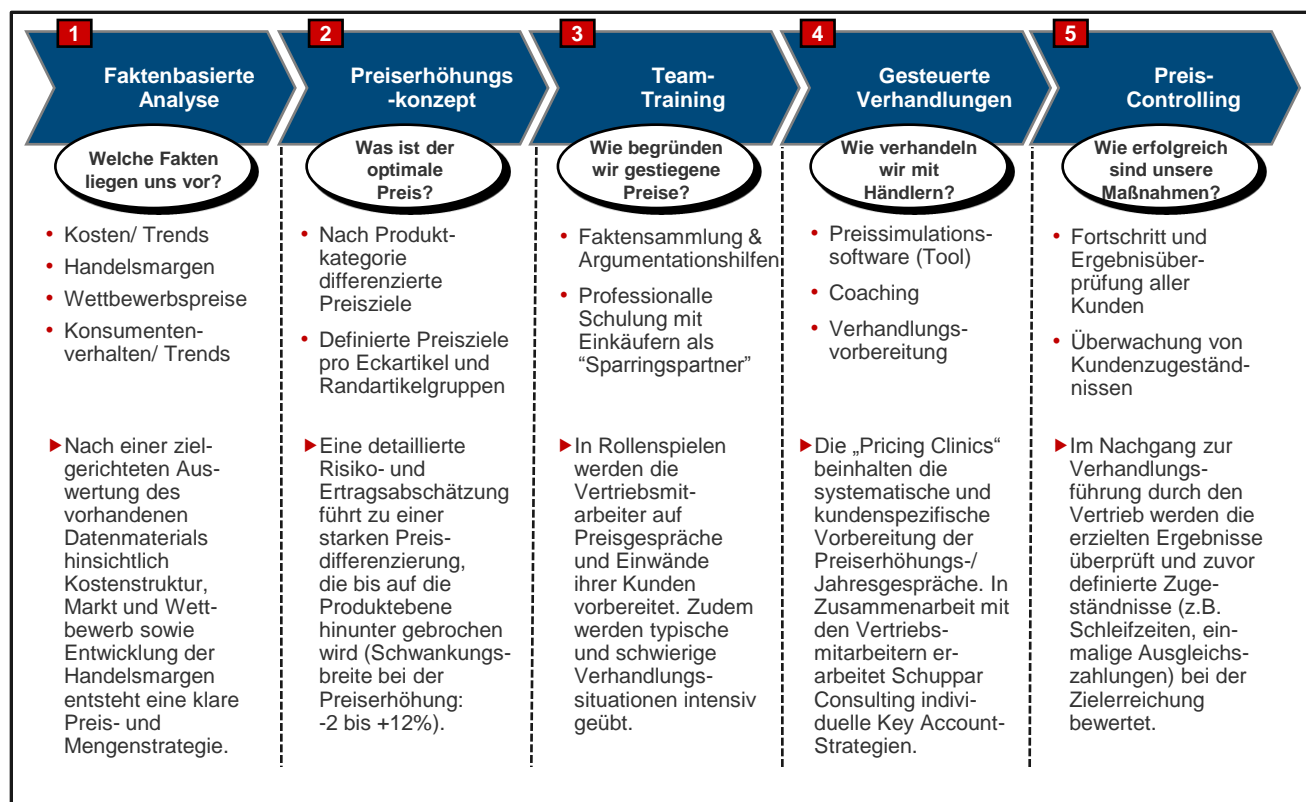 1
Faktenbasierte
Analyse
Welche Fakten
liegen uns vor?
• Kosten/ Trends
• Handelsmargen
• Wettbewerbspreise
• Konsumenten-
verhalten/ Trends
▶Nach einer ziel-
gerichteten Aus-
wertung des
vorhandenen
Datenmaterials
hinsichtlich
Kostenstruktur,
Markt und Wett-
bewerb sowie
Entwicklung der
Handelsmargen
entsteht eine klare
Preis- und
Mengenstrategie.
2
Preiserhöhungs
-konzept
Was ist der
optimale
Preis?
• Nach Produkt-
kategorie
differenzierte
Preisziele
• Definierte Preisziele
pro Eckartikel und
Randartikelgruppen
▶Eine detaillierte
Risiko- und
Ertragsabschätzung
führt zu einer
starken Preis-
differenzierung,
die bis auf die
Produktebene
hinunter gebrochen
wird (Schwankungs-
breite bei der
Preiserhöhung:
-2 bis +12%).
3
Team-
Training
Wie begründen
wir gestiegene
Preise?
• Faktensammlung &
Argumentationshilfen
• Professionalle
Schulung mit
Einkäufern als
“Sparringspartner”
▶In Rollenspielen
werden die
Vertriebsmit-
arbeiter auf
Preisgespräche
und Einwände
ihrer Kunden
vorbereitet. Zudem
werden typische
und schwierige
Verhandlungs-
situationen intensiv
geübt.
4
Gesteuerte
Verhandlungen
Wie verhandeln
wir mit
Händlern?
• Preissimulations-
software (Tool)
• Coaching
• Verhandlungs-
vorbereitung
▶Die „Pricing Clinics“
beinhalten die
systematische und
kundenspezifische
Vorbereitung der
Preiserhöhungs-/
Jahresgespräche. In
Zusammenarbeit mit
den Vertriebs-
mitarbeitern er-
arbeitet Schuppar
Consulting indivi-
duelle Key Account-
Strategien.
5
Preis-
Controlling
Wie erfolgreich
sind unsere
Maßnahmen?
• Fortschritt und
Ergebnisüber-
prüfung aller
Kunden
• Überwachung von
Kundenzugeständ-
nissen
▶Im Nachgang zur
Verhandlungs-
führung durch den
Vertrieb werden die
erzielten Ergebnisse
überprüft und zuvor
definierte Zuge-
ständnisse (z.B.
Schleifzeiten, ein-
malige Ausgleichs-
zahlungen) bei der
Zielerreichung
bewertet.